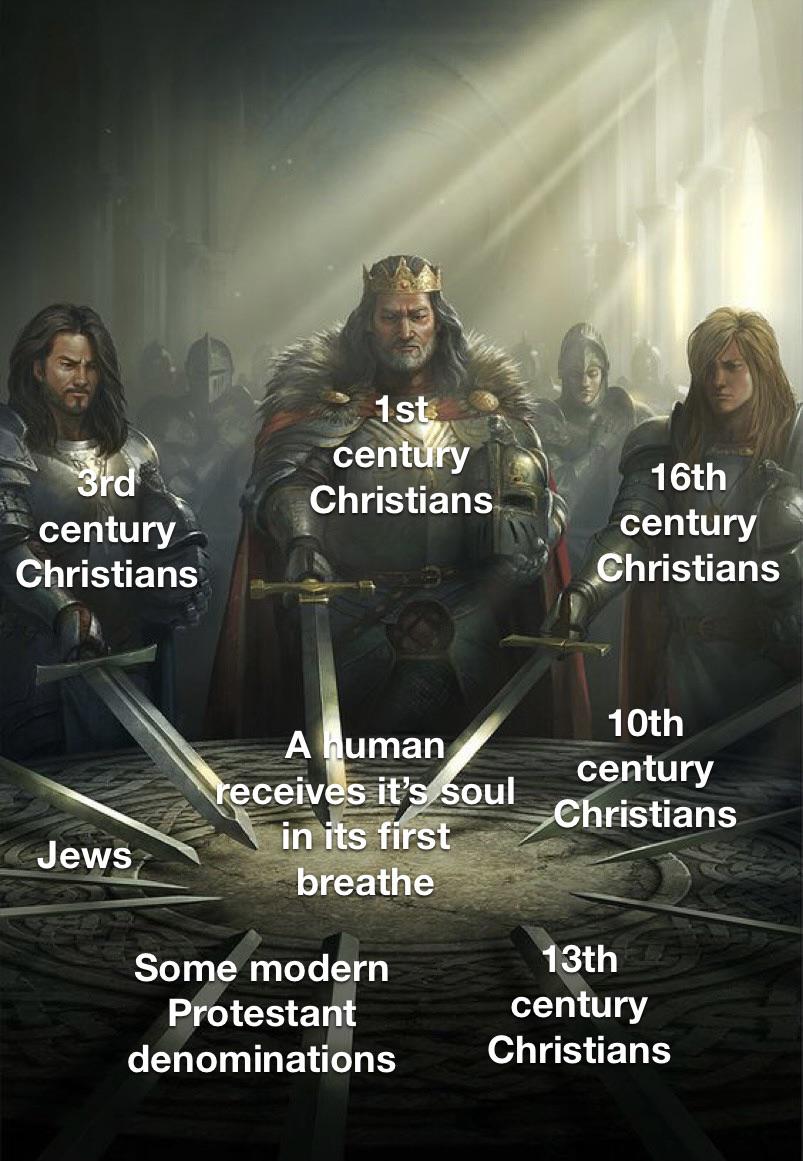 1st
century
Christians
3rd
century
Christians
16th
century
Christians
A human
receives it's soul
in its first
breathe
10th
century
Christians
Jews
Some modern
Protestant
denominations
13th
century
Christians